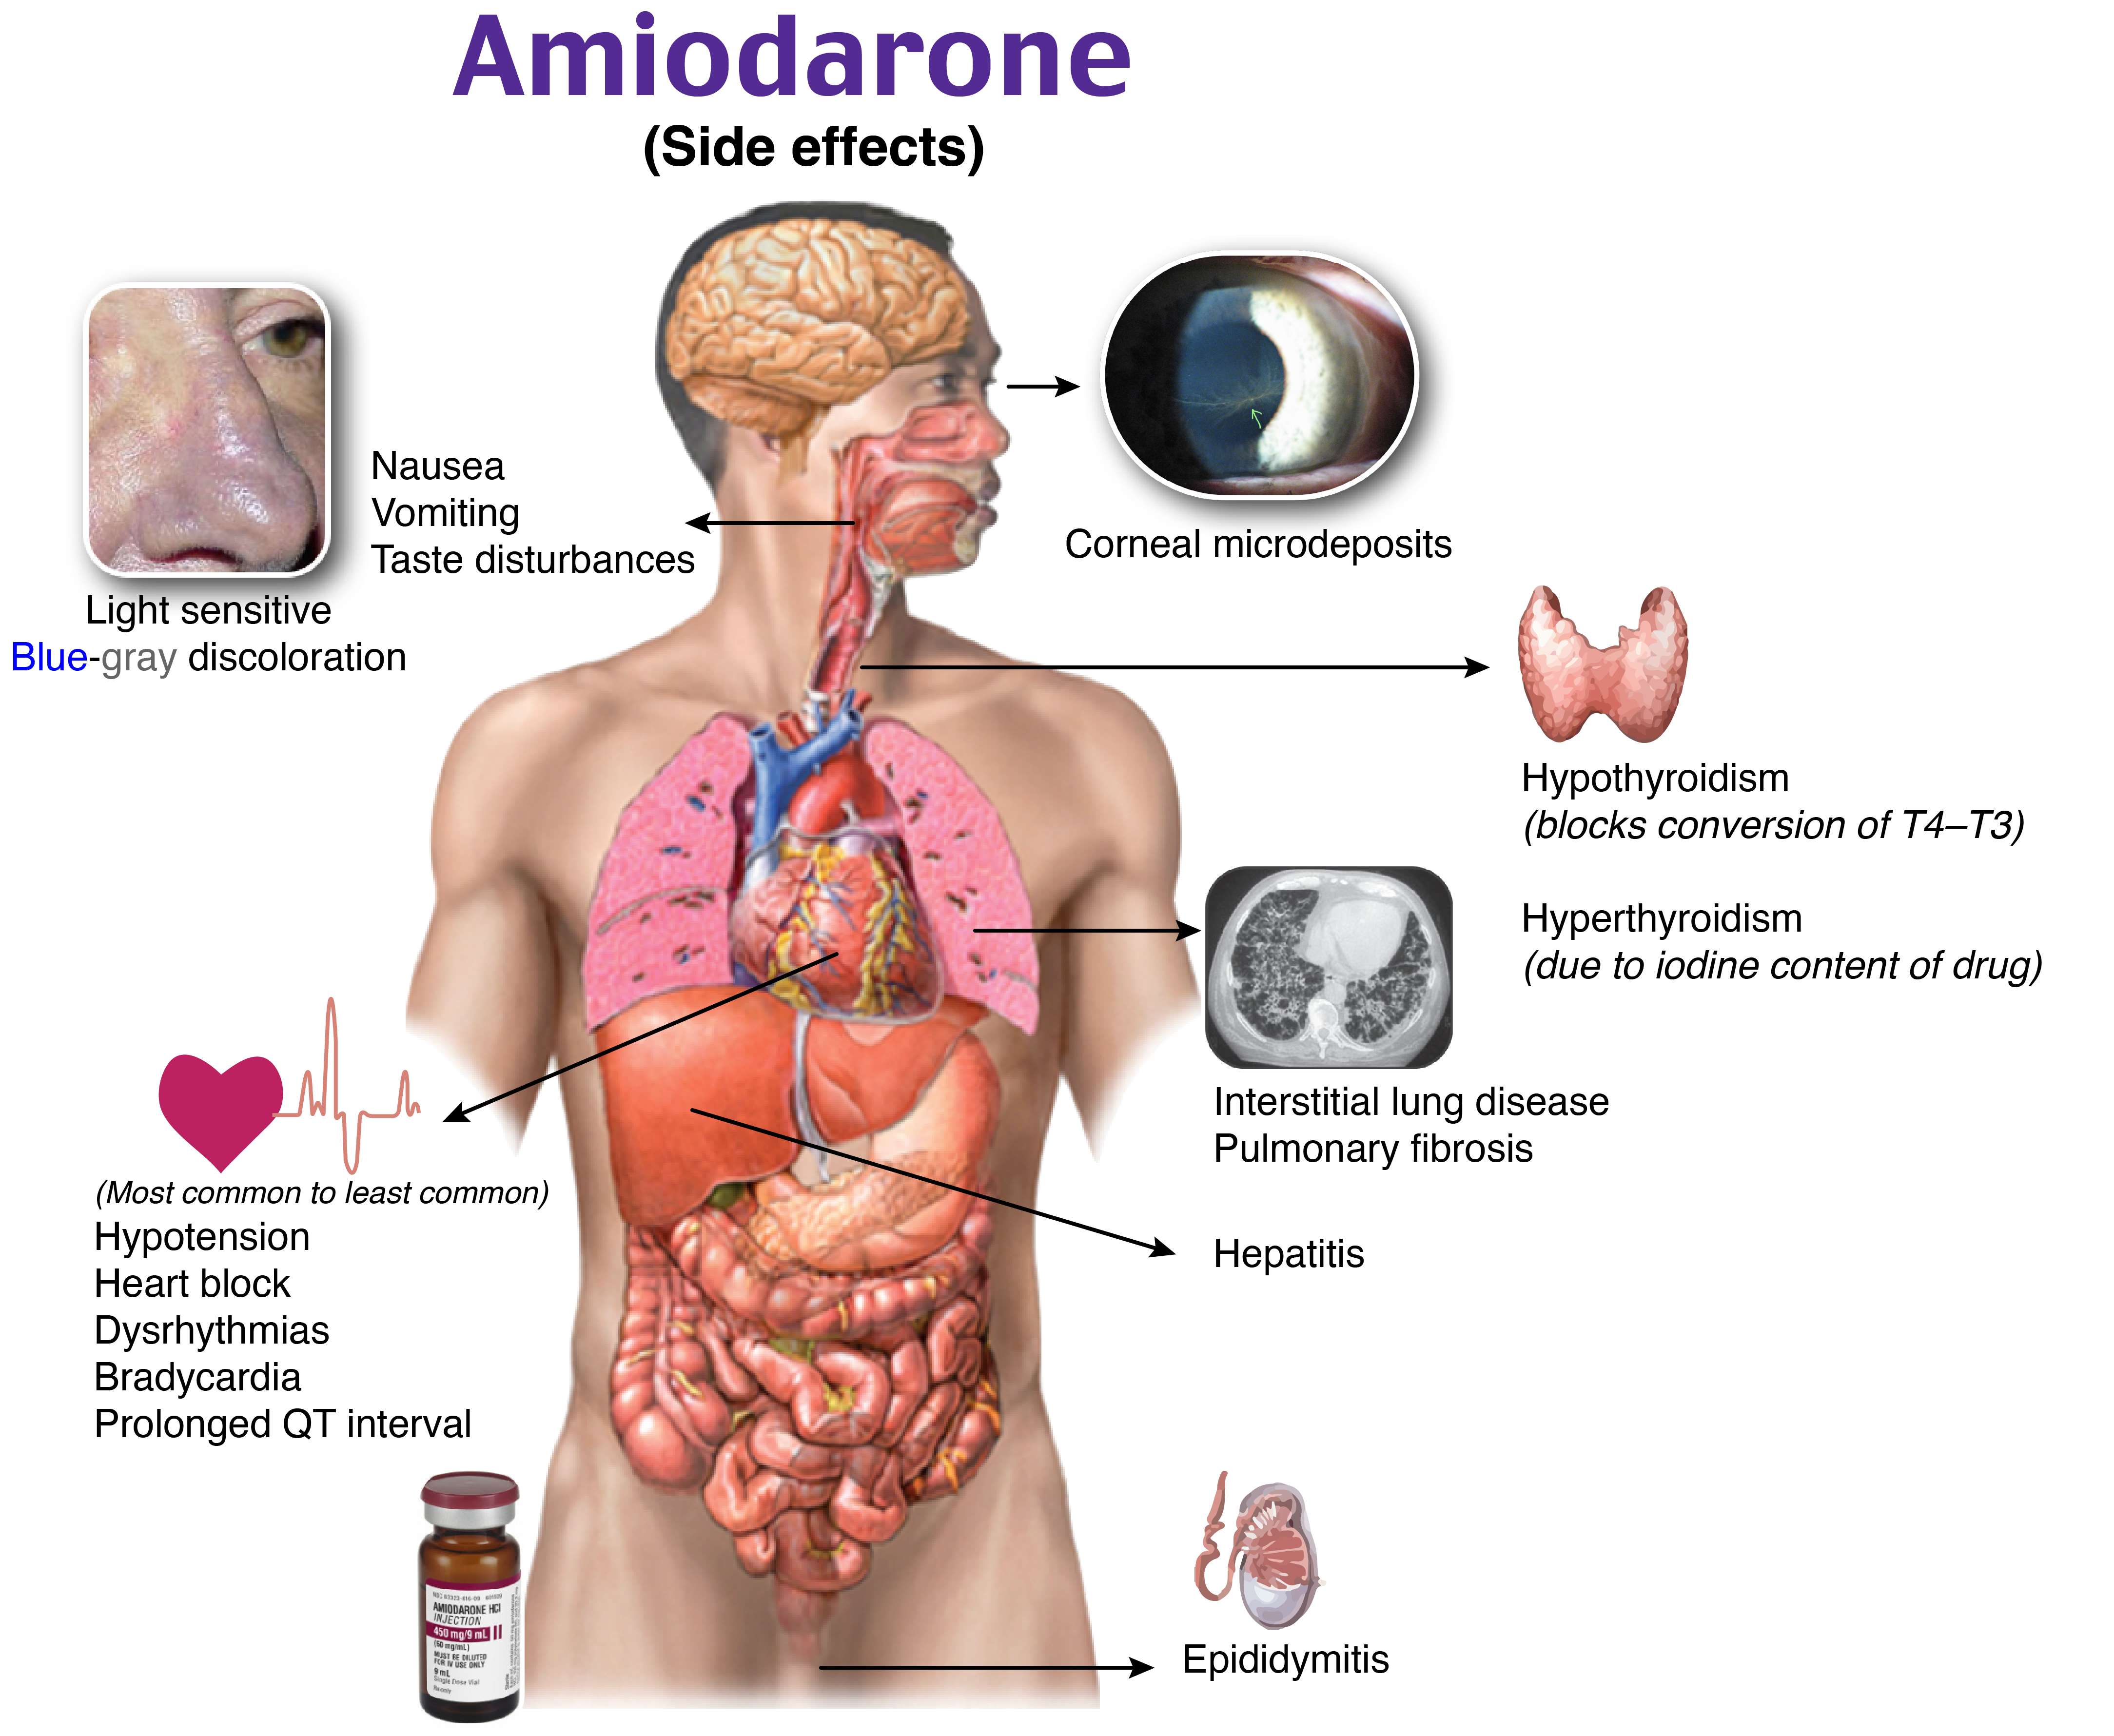 Amiodarone
(Side effects)
Nausea
Vomiting
Taste disturbances
Light sensitive
Blue-gray discoloration
Corneal microdeposits
Hypothyroidism
(blocks conversion of T4–T3)
Hyperthyroidism
(due to iodine content of drug)
Interstitial lung disease
Pulmonary fibrosis
(Most common to least common)
Hypotension
Heart block
Dysrhythmias
Bradycardia
Prolonged QT interval
Hepatitis
Epididymitis
AMIODARONE HCl
INJECTION
450 mg/9 mL
(50 mg/mL)
MUST BE DILUTED
FOR IV USE ONLY
9 mL
Single Dose Vial
Rx only